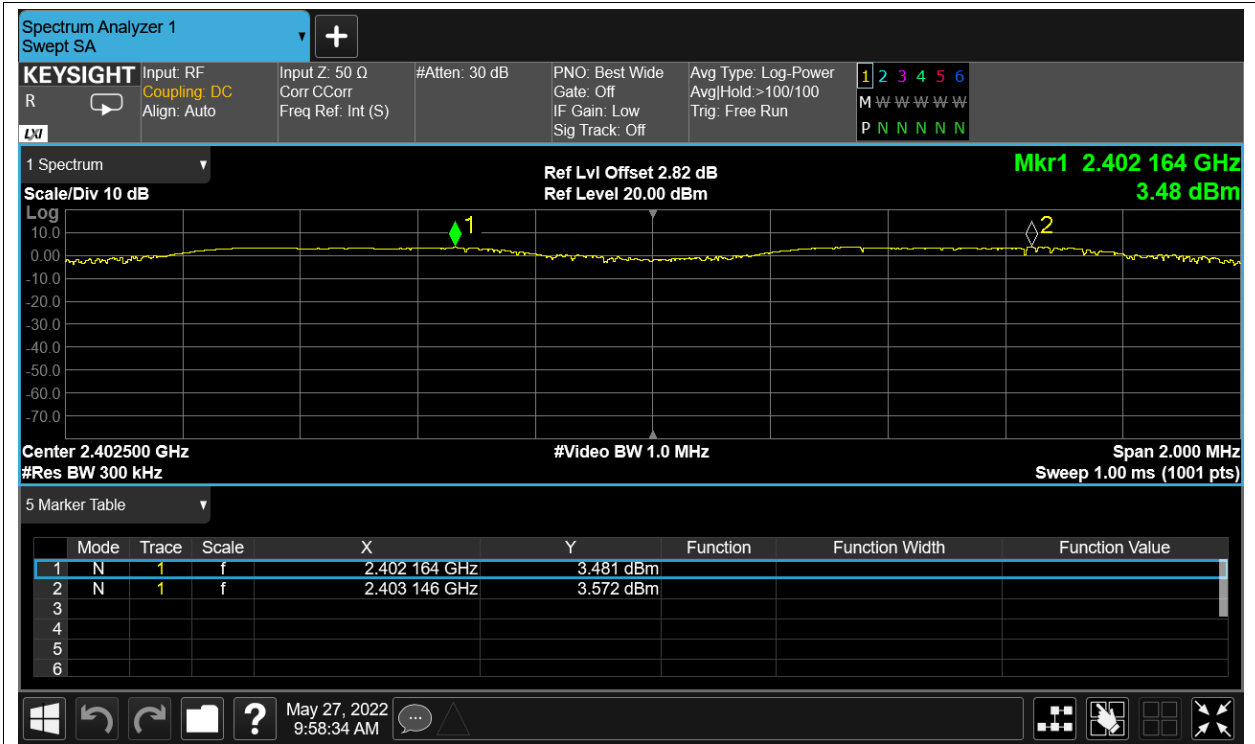 Spectrum Analyzer 1
Swept SA
+
KEYSIGHT Input: RF Input Z: 50 Ω #Atten: 30 dB PNO: Best Wide Avg Type: Log-Power 1 2 3 4 5 6
R Coupling: DC Corr CCorr Gate: Off Avg|Hold:>100/100 M W W W W W
Align: Auto Freq Ref: Int (S) IF Gain: Low Trig: Free Run
LXI Sig Track: Off P N N N N N
1 Spectrum Ref Lvl Offset 2.82 dB Mkr1 2.402 164 GHz
Scale/Div 10 dB Ref Level 20.00 dBm 3.48 dBm
Log
1 2
10.0
0.00
-10.0
-20.0
-30.0
-40.0
-50.0
-60.0
-70.0
Center 2.402500 GHz #Video BW 1.0 MHz Span 2.000 MHz
#Res BW 300 kHz Sweep 1.00 ms (1001 pts)
5 Marker Table
Mode Trace Scale X Y Function Function Width Function Value
1 N 1 f 2.402 164 GHz 3.481 dBm
2 N 1 f 2.403 146 GHz 3.572 dBm
3
4
5
6
? May 27, 2022
9:58:34 AM